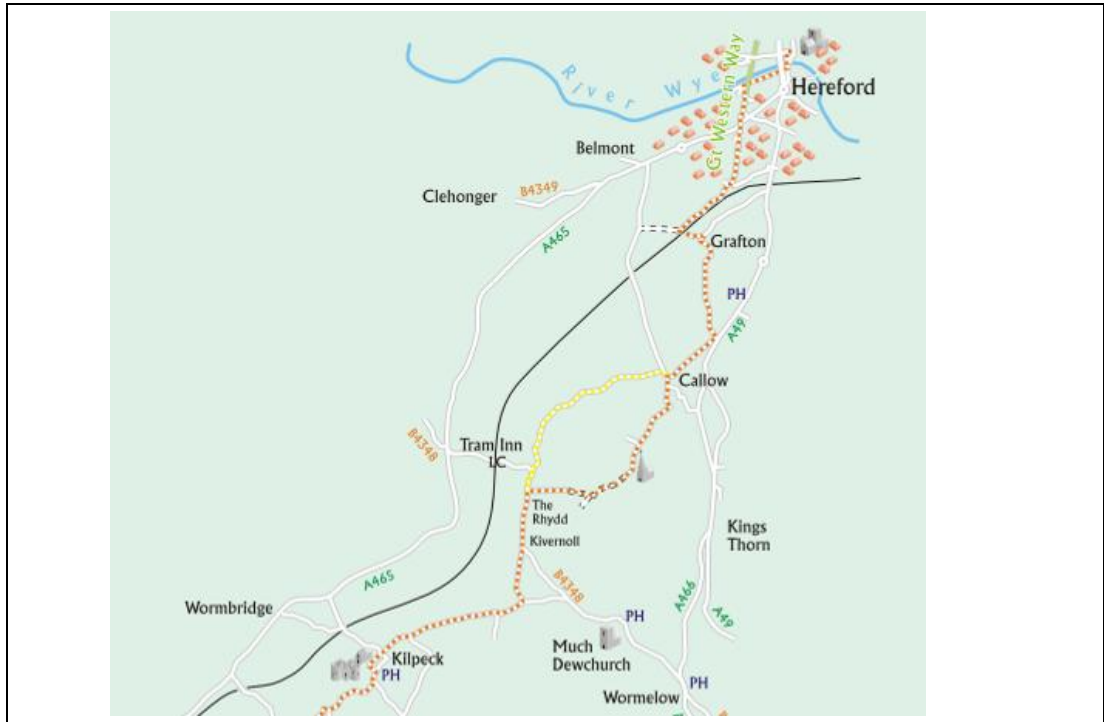 River Wye
Gt Western Way
Hereford
Belmont
Clehonger
B4349
A465
Grafton
PH
A49
Callow
B4348
Tram Inn
LC
The
Rhydd
Kivernoll
Kings
Thorn
A465
B4348
A466
A49
Wormbridge
PH
Much
Dewchurch
Kilpeck
PH
PH
Wormelow